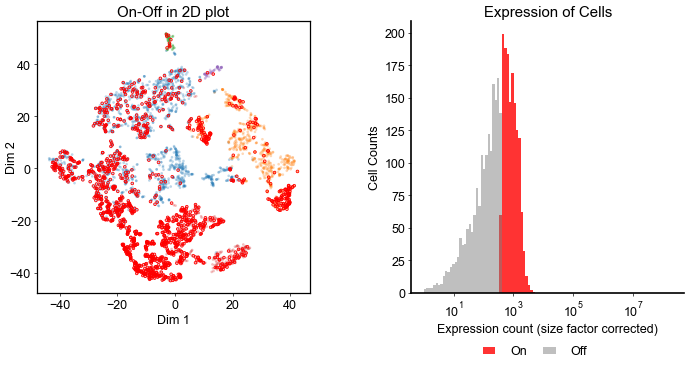 On-Off in 2D plot
Dim 2
40
20
0
−20
−40
−40 −20 0 20 40
Dim 1
Expression of Cells
Cell Counts
200
175
150
125
100
75
50
25
0
10^1 10^3 10^5 10^7
Expression count (size factor corrected)
On Off